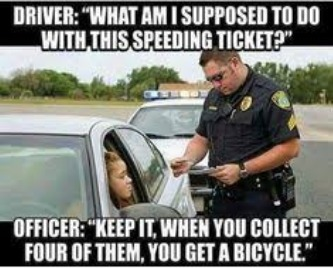 DRIVER: "WHAT AM I SUPPOSED TO DO
WITH THIS SPEEDING TICKET?"
OFFICER: "KEEP IT, WHEN YOU COLLECT
FOUR OF THEM, YOU GET A BICYCLE."